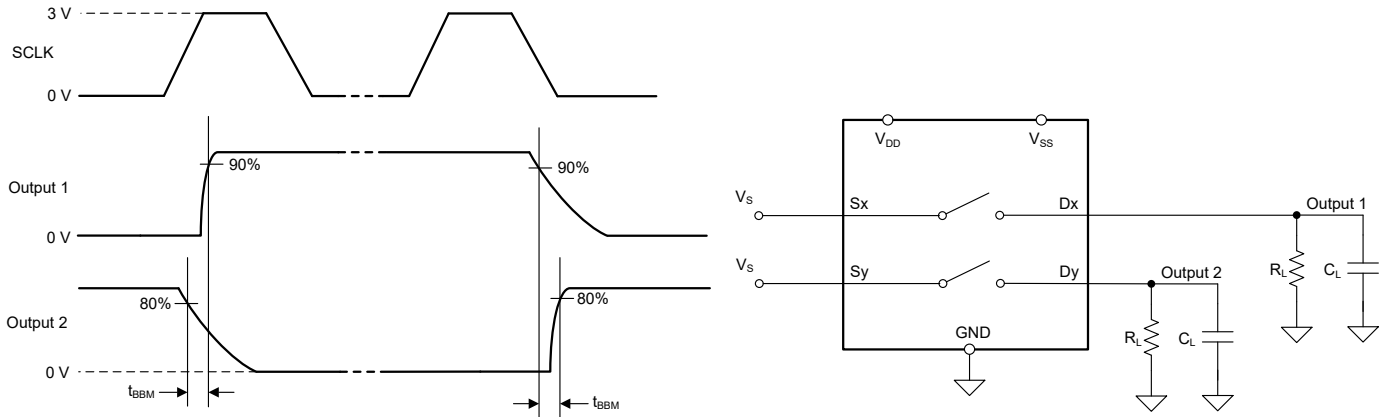 3 V
SCLK
0 V
90%
90%
Output 1
0 V
80%
80%
Output 2
0 V
tBBM
tBBM
VDD
VSS
VS
Sx
Dx
Output 1
VS
Sy
Dy
Output 2
RL
CL
GND
RL
CL